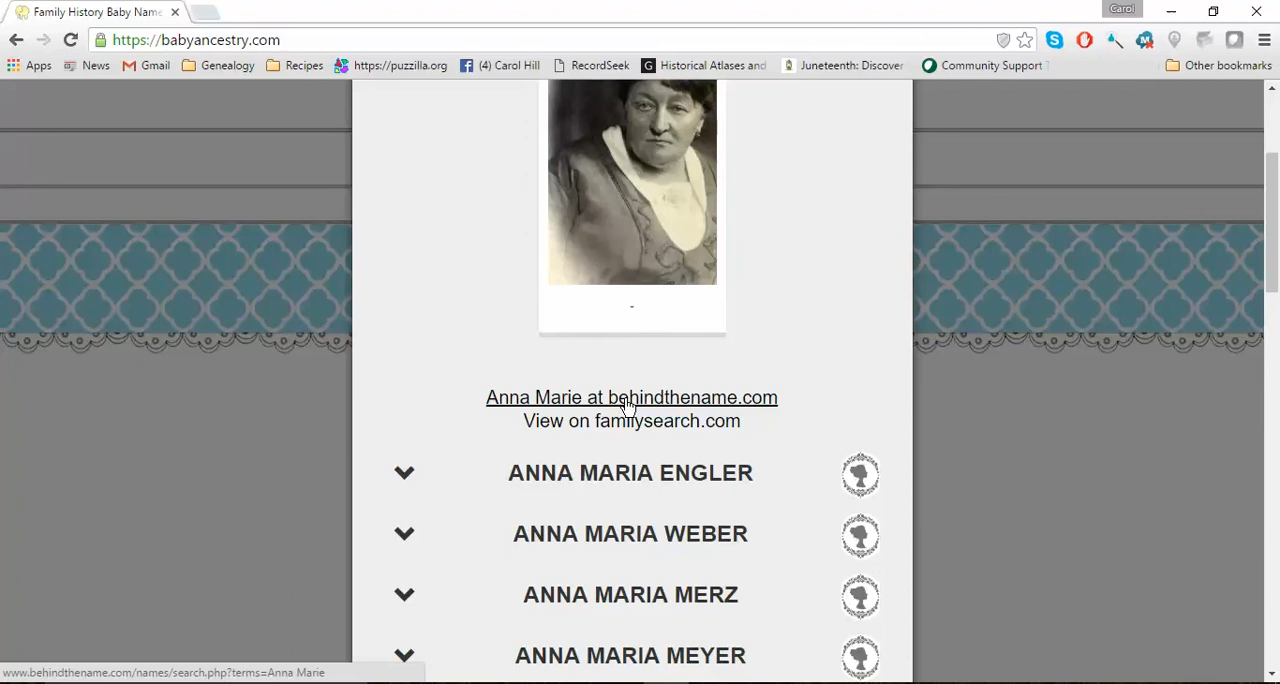 Family History Baby Name
Carol
https://babyancestry.com
Apps
News
Gmail
Genealogy
Recipes
https://puzzilla.org
(4) Carol Hill
RecordSeek
Historical Atlases and
Juneteenth: Discover
Community Support
Other bookmarks
-
Anna Marie at behindthename.com
View on familysearch.com
ANNA MARIA ENGLER
ANNA MARIA WEBER
ANNA MARIA MERZ
ANNA MARIA MEYER
www.behindthename.com/names/search.php?terms=Anna Marie